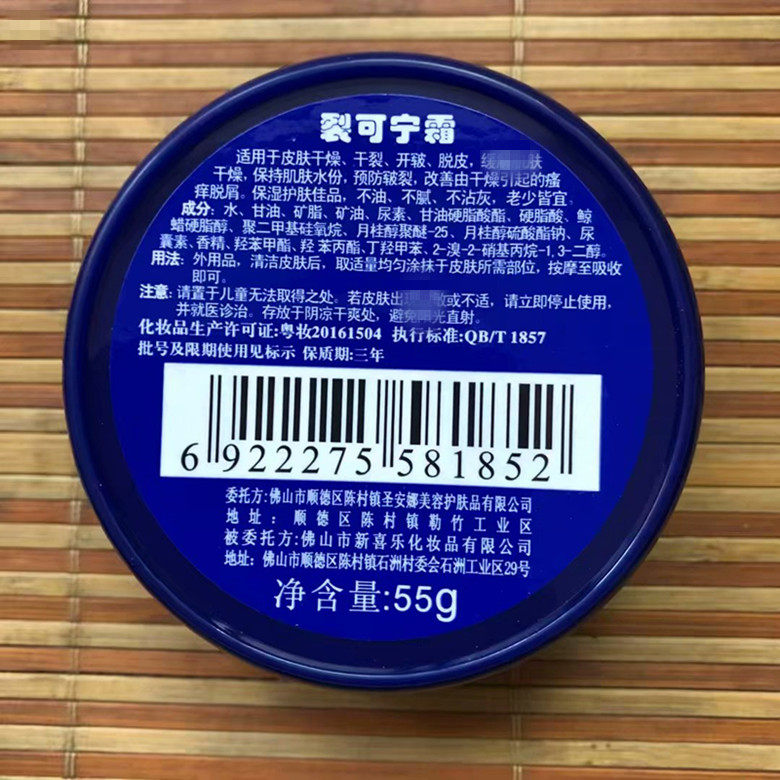 裂可宁霜
适用于皮肤干燥、干裂、开皲、脱皮，肤
干燥，保持肌肤水份，预防皲裂，改善由干燥引起的瘙
痒脱屑。保湿护肤佳品，不油、不腻、不沾灰，老少皆宜。
成分：水、甘油、矿脂、矿油、尿素、甘油硬脂酸酯、硬脂酸、鲸
蜡硬脂醇、聚二甲基硅氧烷、月桂醇聚醚-25、月桂醇硫酸酯钠、尿
囊素、香精、羟苯甲酯、羟苯丙酯、丁羟甲苯、2-溴-2-硝基丙烷-1,3-二醇。
用法：外用品，清洁皮肤后，取适量均匀涂抹于皮肤所需部位，按摩至吸收
即可。
注意：请置于儿童无法取得之处。若皮肤出或不适，请立即停止使用，
并就医诊治。存放于阴凉干爽处，避光直射。
化妆品生产许可证:粤妆20161504 执行标准:QB/T 1857
批号及限期使用见标示 保质期:三年
6 922275 581852
委托方:佛山市顺德区陈村镇圣安娜美容护肤品有限公司
地址：顺德区陈村镇勒竹工业区
被委托方:佛山市新喜乐化妆品有限公司
地址:佛山市顺德区陈村镇石洲村委会石洲工业区29号
净含量:55g